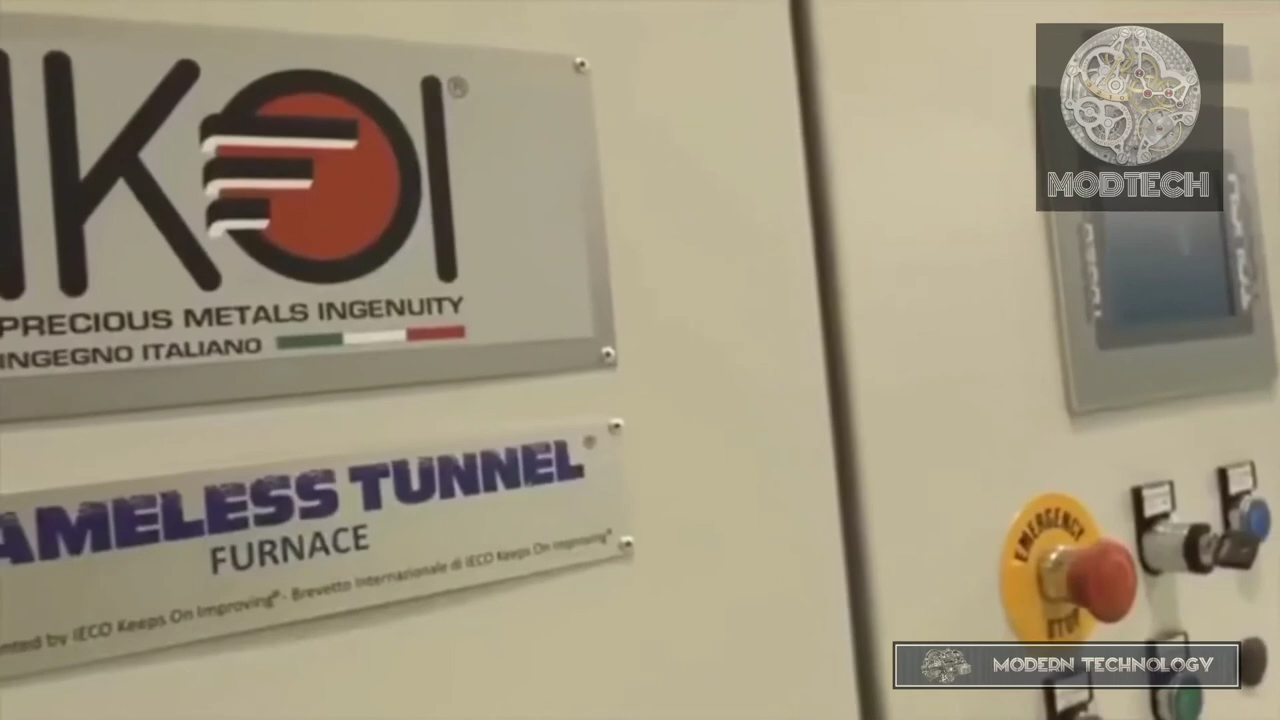 IKOI®
PRECIOUS METALS INGENUITY
INGEGNO ITALIANO
AMELESS TUNNEL®
FURNACE
nted by IECO Keeps On Improving® - Brevetto Internazionale di IECO Keeps On Improving®
MODTECH
EMERGENCY
STOP
MODERN TECHNOLOGY